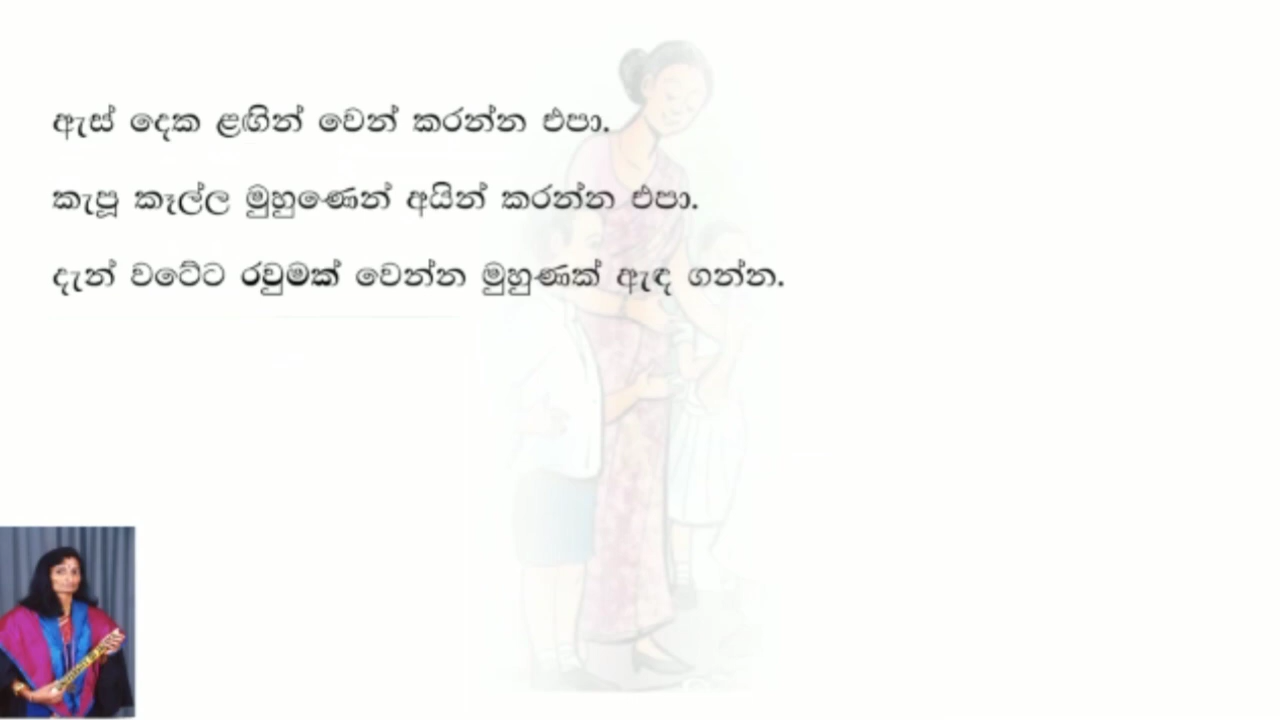 ඇස් දෙක ළඟින් වෙන් කරන්න එපා.
කැපූ කෑල්ල මුහුණෙන් අයින් කරන්න එපා.
දැන් වටේට රවුමක් වෙන්න මුහුණක් ඇඳ ගන්න.